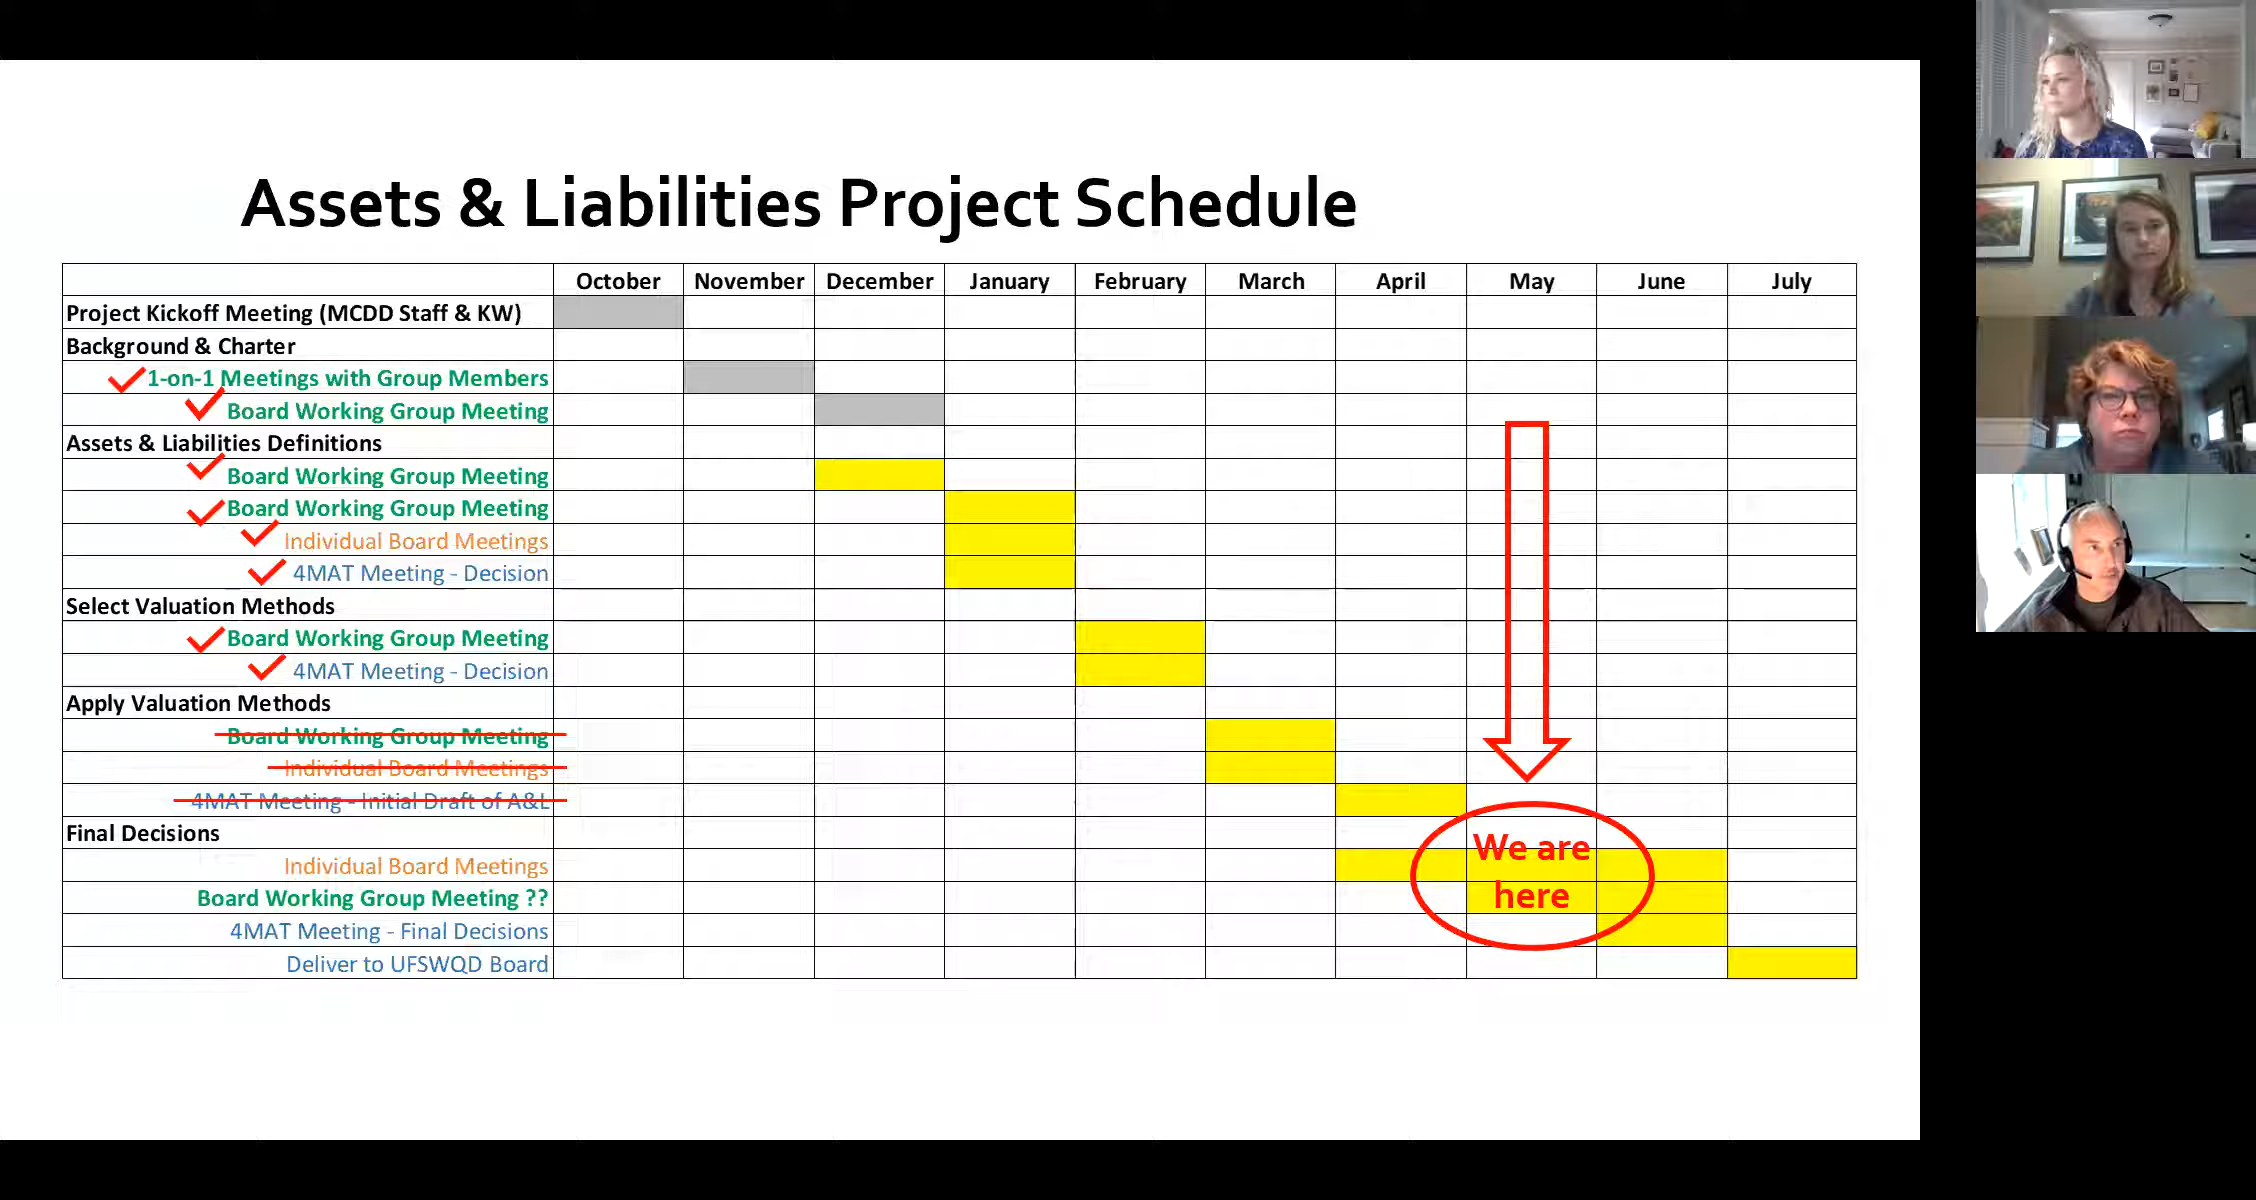 Assets & Liabilities Project Schedule
October November December January February March April May June July
Project Kickoff Meeting (MCDD Staff & KW)
Background & Charter
1-on-1 Meetings with Group Members
Board Working Group Meeting
Assets & Liabilities Definitions
Board Working Group Meeting
Board Working Group Meeting
Individual Board Meetings
4MAT Meeting - Decision
Select Valuation Methods
Board Working Group Meeting
4MAT Meeting - Decision
Apply Valuation Methods
Board Working Group Meeting
Individual Board Meetings
4MAT Meeting - Initial Draft of A&L
Final Decisions
Individual Board Meetings
Board Working Group Meeting ??
4MAT Meeting - Final Decisions
Deliver to UFSWQD Board
We are
here